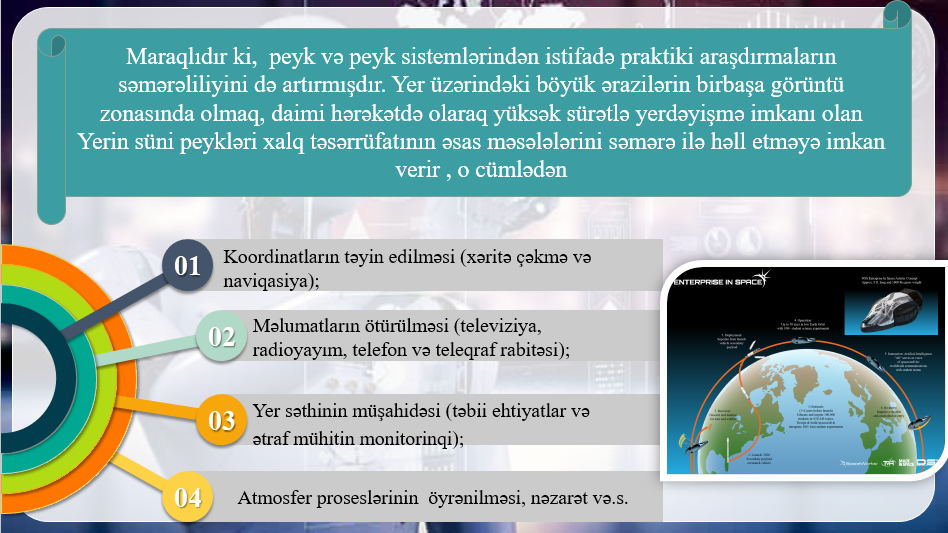 Maraqlıdır ki, peyk və peyk sistemlərindən istifadə praktiki araşdırmaların
səmərəliliyini də artırmışdır. Yer üzərindəki böyük ərazilərin birbaşa görüntü
zonasında olmaq, daimi hərəkətdə olaraq yüksək sürətlə yerdəyişmə imkanı olan
Yerin süni peykləri xalq təsərrüfatının əsas məsələlərini səmərə ilə həll etməyə imkan
verir , o cümlədən
01
Koordinatların təyin edilməsi (xəritə çəkmə və
naviqasiya);
02
Məlumatların ötürülməsi (televiziya,
radioyayım, telefon və teleqraf rabitəsi);
03
Yer səthinin müşahidəsi (təbii ehtiyatlar və
ətraf mühitin monitorinqi);
04
Atmosfer proseslərinin öyrənilməsi, nəzarət və.s.
ENTERPRISE IN SPACE